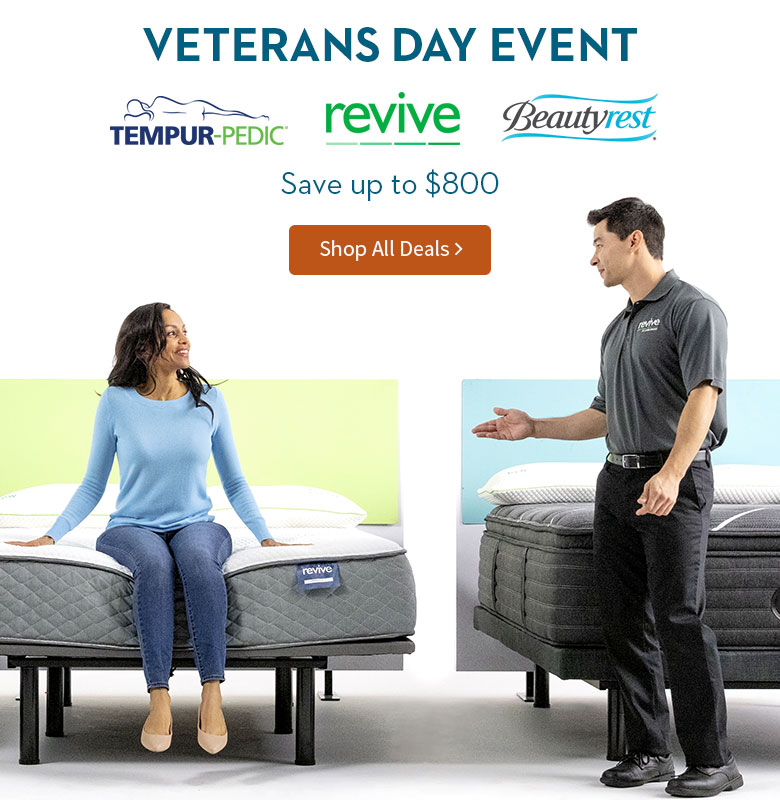 VETERANS DAY EVENT
TEMPUR-PEDIC®
revive
Beautyrest®
Save up to $800
Shop All Deals >
revive
revive